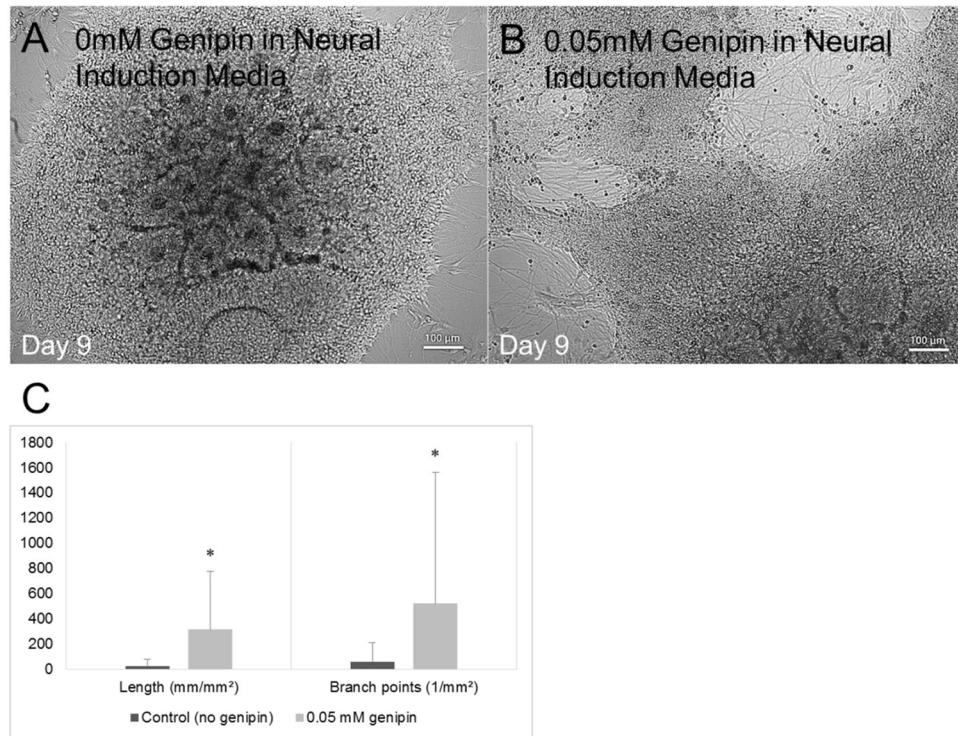 A 0mM Genipin in Neural
Induction Media
Day 9
100 µm
B 0.05mM Genipin in Neural
Induction Media
Day 9
100 µm
C
1800
1600
1400
1200
1000
800
600
400
200
0
*
*
Length (mm/mm²)
Branch points (1/mm²)
Control (no genipin)
0.05 mM genipin